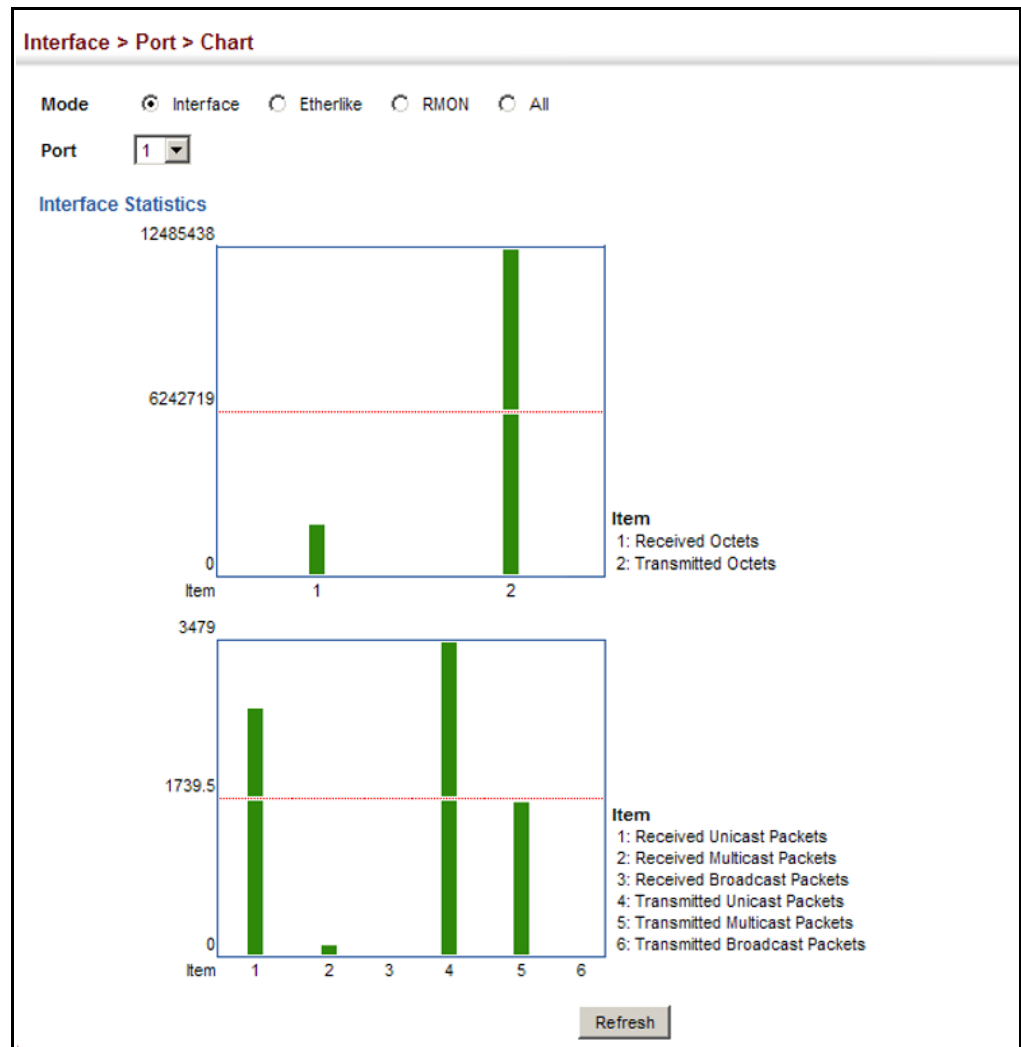 Interface > Port > Chart
Mode Interface Etherlike RMON All
Port 1
Interface Statistics
12485438
6242719
0
Item 1 2
Item
1: Received Octets
2: Transmitted Octets
3479
1739.5
0
Item 1 2 3 4 5 6
Item
1: Received Unicast Packets
2: Received Multicast Packets
3: Received Broadcast Packets
4: Transmitted Unicast Packets
5: Transmitted Multicast Packets
6: Transmitted Broadcast Packets
Refresh